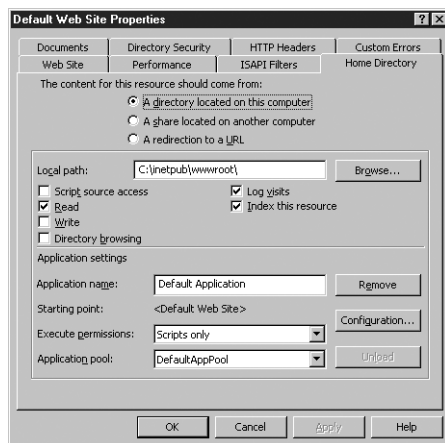 Default Web Site Properties
Documents Directory Security HTTP Headers Custom Errors
Web Site Performance ISAPI Filters Home Directory
The content for this resource should come from:
A directory located on this computer
A share located on another computer
A redirection to a URL
Local path: C:\inetpub\wwwroot\ Browse...
Script source access Log visits
Read Index this resource
Write
Directory browsing
Application settings
Application name: Default Application Remove
Starting point: <Default Web Site>
Configuration...
Execute permissions: Scripts only
Application pool: DefaultAppPool Unload
OK Cancel Apply Help